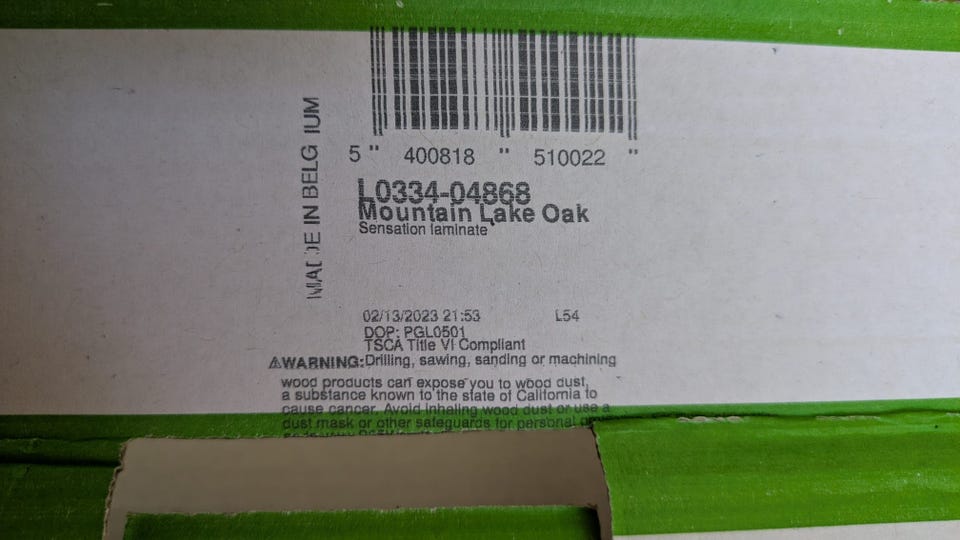 MADE IN BELGIUM
5 " 400818 " 510022 "
L0334-04868
Mountain Lake Oak
Sensation laminate
02/13/2023 21:53 L54
DOP: PGL0501
TSCA Title VI Compliant
⚠WARNING: Drilling, sawing, sanding or machining
wood products can expose you to wood dust,
a substance known to the state of California to
cause cancer. Avoid inhaling wood dust or use a
dust mask or other safeguards for personal